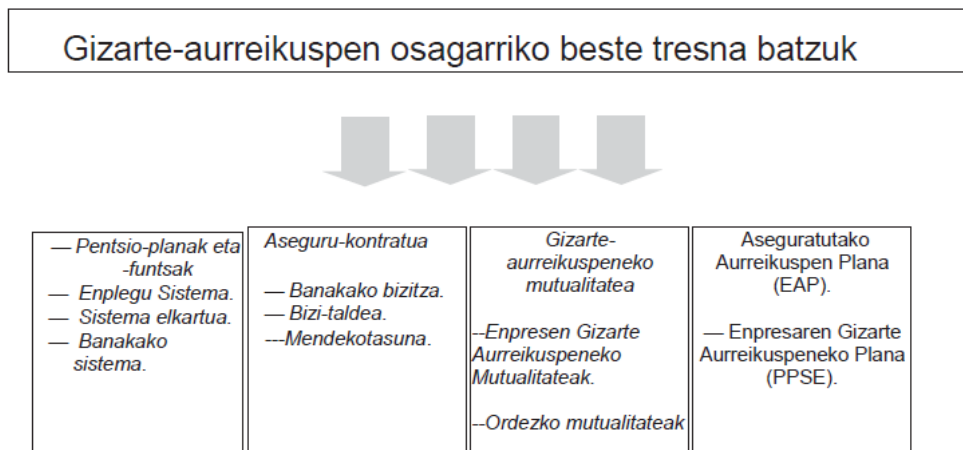 Gizarte-aurreikuspen osagarriko beste tresna batzuk
— Pentsio-planak eta
-funtsak
— Enplegu Sistema.
— Sistema elkartua.
— Banakako
sistema.
Aseguru-kontratua
— Banakako bizitza.
— Bizi-taldea.
---Mendekotasuna.
Gizarte-
aurreikuspeneko
mutualitatea
--Enpresen Gizarte
Aurreikuspeneko
Mutualitateak.
--Ordezko mutualitateak
Aseguratutako
Aurreikuspen Plana
(EAP).
— Enpresaren Gizarte
Aurreikuspeneko Plana
(PPSE).